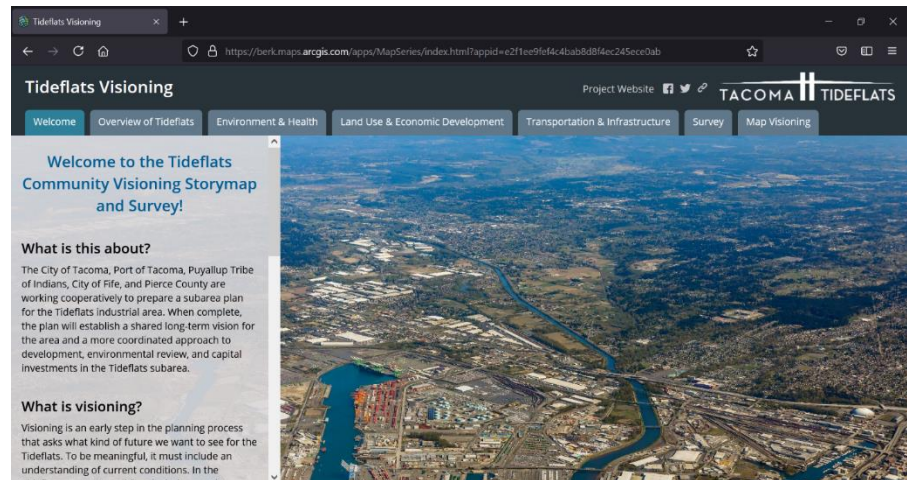 Tideflats Visioning
https://berk.maps.arcgis.com/apps/MapSeries/index.html?appid=e2f1ee9fef4c4bab8d8f4ec245ece0ab
Tideflats Visioning
Project Website
TACOMA TIDEFLATS
Welcome
Overview of Tideflats
Environment & Health
Land Use & Economic Development
Transportation & Infrastructure
Survey
Map Visioning
Welcome to the Tideflats
Community Visioning Storymap
and Survey!
What is this about?
The City of Tacoma, Port of Tacoma, Puyallup Tribe
of Indians, City of Fife, and Pierce County are
working cooperatively to prepare a subarea plan
for the Tideflats industrial area. When complete,
the plan will establish a shared long-term vision for
the area and a more coordinated approach to
development, environmental review, and capital
investments in the Tideflats subarea.
What is visioning?
Visioning is an early step in the planning process
that asks what kind of future we want to see for the
Tideflats. To be meaningful, it must include an
understanding of current conditions. In the